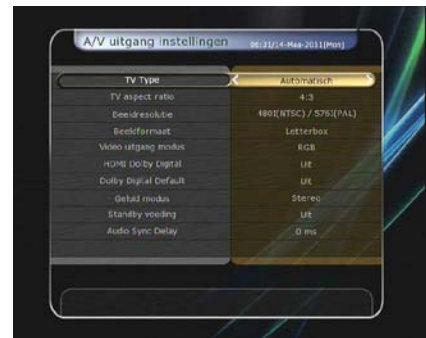 A/V uitgang instellingen 06:31/14-Maa-2011[Mon]
TV Type Automatisch
TV aspect ratio 4:3
Beeldresolutie 480I(NTSC) / 576I(PAL)
Beeldformaat Letterbox
Video uitgang modus RGB
HDMI Dolby Digital Uit
Dolby Digital Default Uit
Geluid modus Stereo
Standby voeding Uit
Audio Sync Delay 0 ms